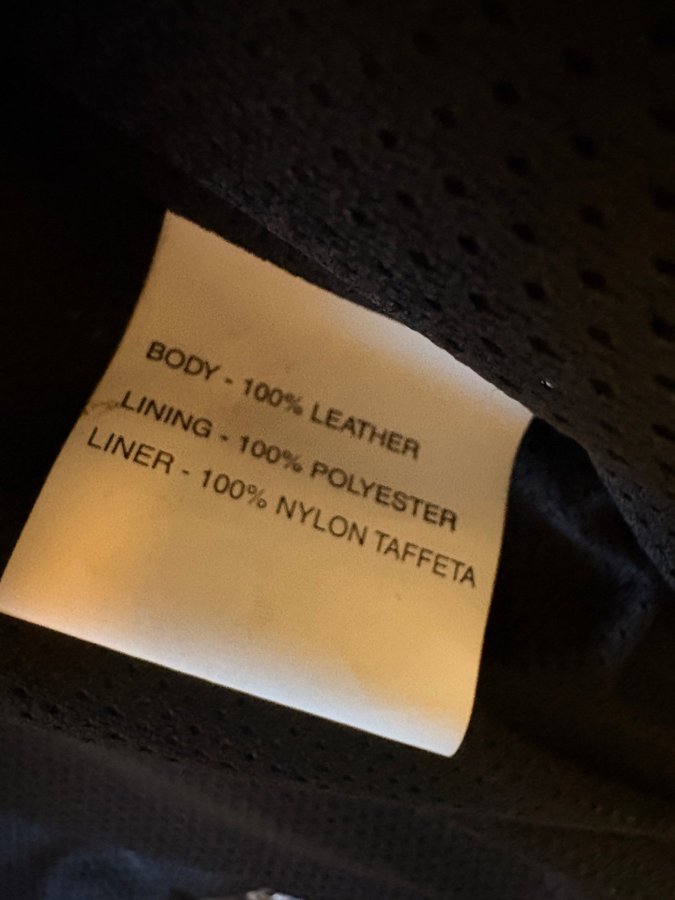 BODY - 100% LEATHER
LINING - 100% POLYESTER
LINER - 100% NYLON TAFFETA